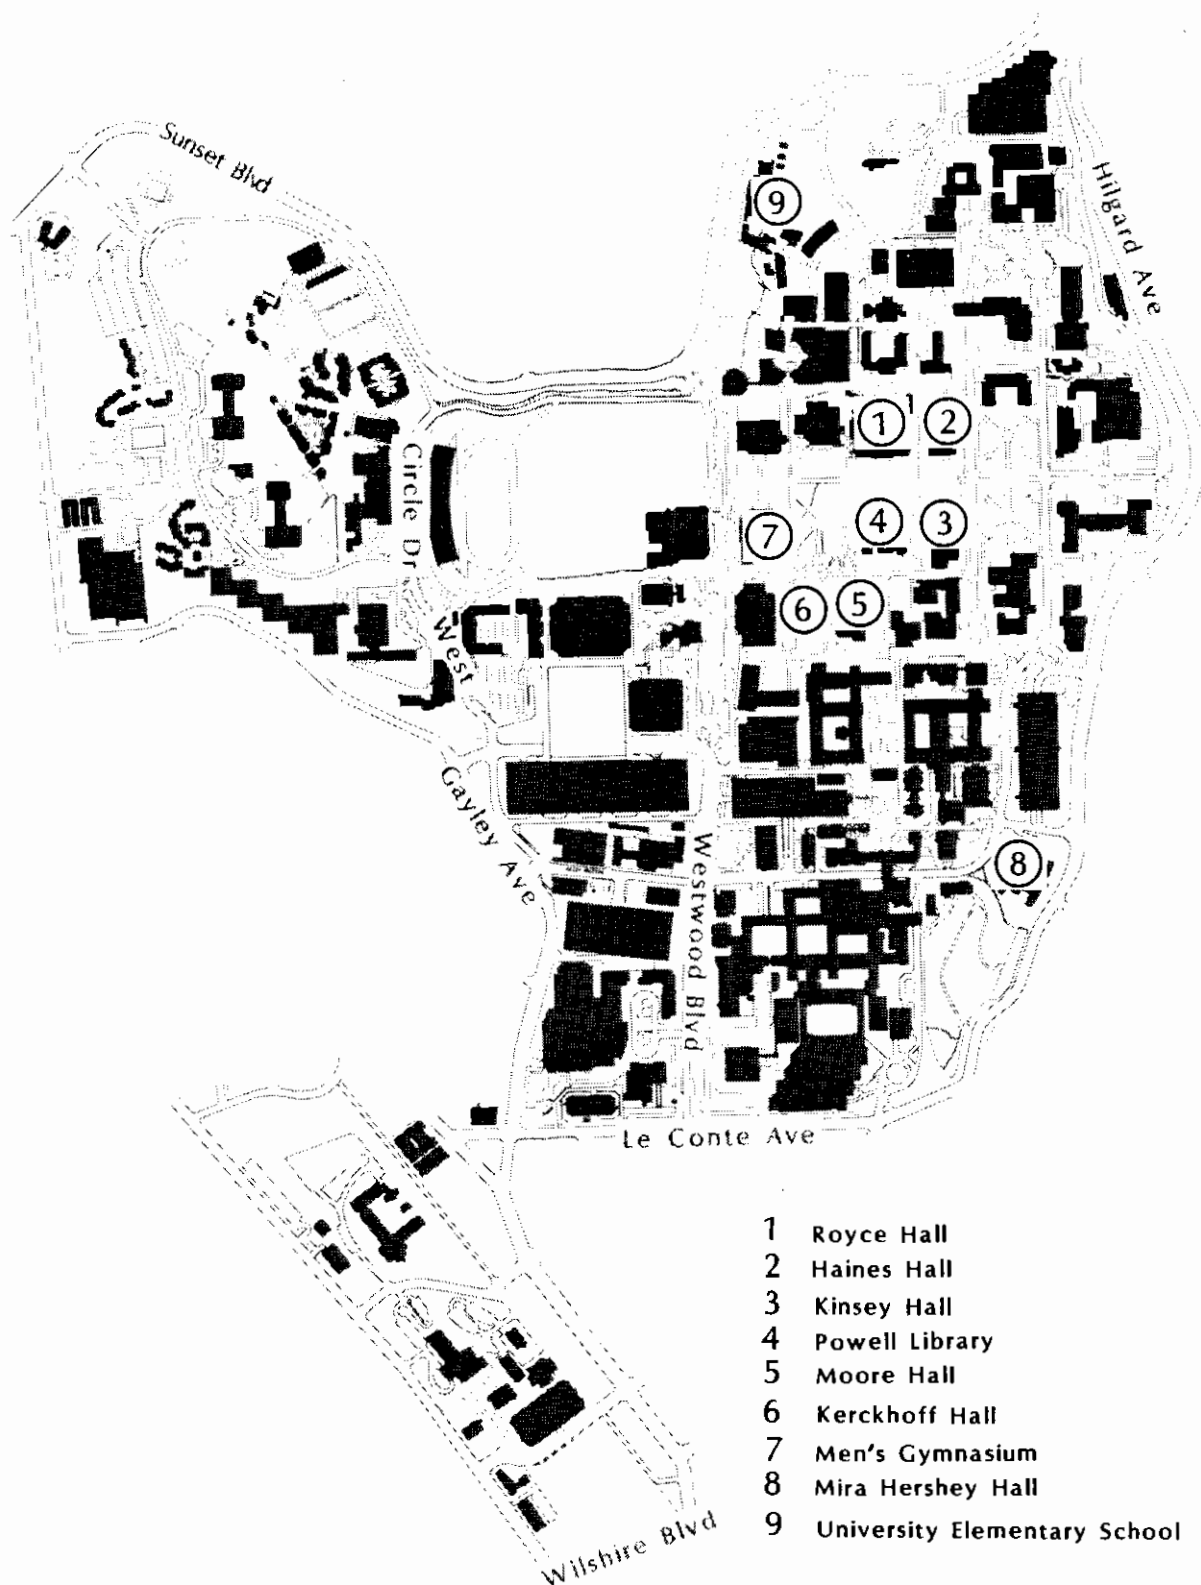 Sunset Blvd
Hilgard Ave
9
1
2
Circle Dr West
7
4
3
6
5
Gayley Ave
Westwood Blvd
8
Le Conte Ave
1 Royce Hall
2 Haines Hall
3 Kinsey Hall
4 Powell Library
5 Moore Hall
6 Kerckhoff Hall
7 Men's Gymnasium
8 Mira Hershey Hall
9 University Elementary School
Wilshire Blvd